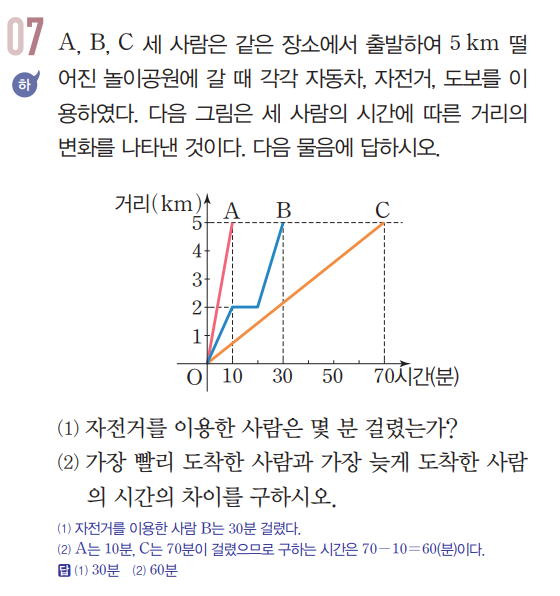 07
하
A, B, C 세 사람은 같은 장소에서 출발하여 5 km 떨
어진 놀이공원에 갈 때 각각 자동차, 자전거, 도보를 이
용하였다. 다음 그림은 세 사람의 시간에 따른 거리의
변화를 나타낸 것이다. 다음 물음에 답하시오.
거리(km)
A B C
5
4
3
2
1
O 10 30 50 70 시간(분)
⑴ 자전거를 이용한 사람은 몇 분 걸렸는가?
⑵ 가장 빨리 도착한 사람과 가장 늦게 도착한 사람
의 시간의 차이를 구하시오.
⑴ 자전거를 이용한 사람 B는 30분 걸렸다.
⑵ A는 10분, C는 70분이 걸렸으므로 구하는 시간은 70-10=60(분)이다.
답 ⑴ 30분 ⑵ 60분